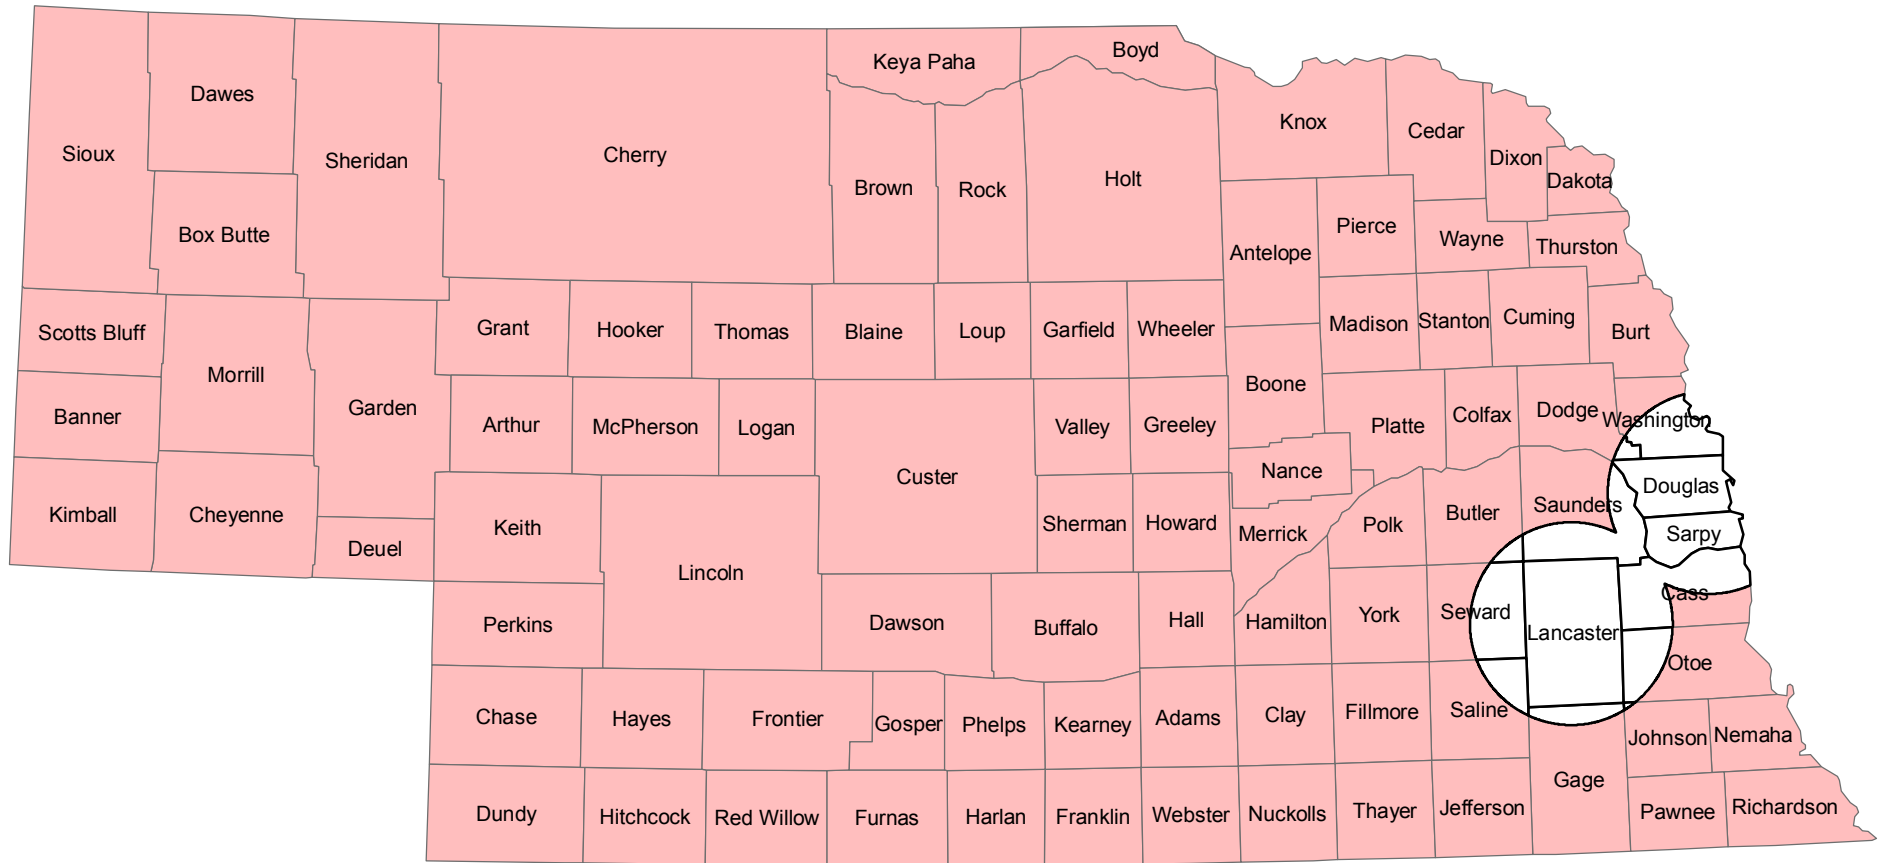 Keya Paha
Boyd
Dawes
Knox
Cedar
Sioux
Sheridan
Cherry
Dixon
Brown
Rock
Holt
Dakota
Box Butte
Pierce
Wayne
Thurston
Antelope
Scotts Bluff
Grant
Hooker
Thomas
Blaine
Loup
Garfield
Wheeler
Madison
Stanton
Cuming
Burt
Morrill
Boone
Garden
Banner
Arthur
McPherson
Logan
Valley
Greeley
Platte
Colfax
Dodge
Washington
Custer
Nance
Douglas
Kimball
Cheyenne
Keith
Sherman
Howard
Merrick
Polk
Butler
Saunders
Sarpy
Deuel
Lincoln
Cass
Perkins
Dawson
Buffalo
Hall
Hamilton
York
Seward
Lancaster
Otoe
Chase
Hayes
Frontier
Gosper
Phelps
Kearney
Adams
Clay
Fillmore
Saline
Johnson
Nemaha
Gage
Dundy
Hitchcock
Red Willow
Furnas
Harlan
Franklin
Webster
Nuckolls
Thayer
Jefferson
Pawnee
Richardson